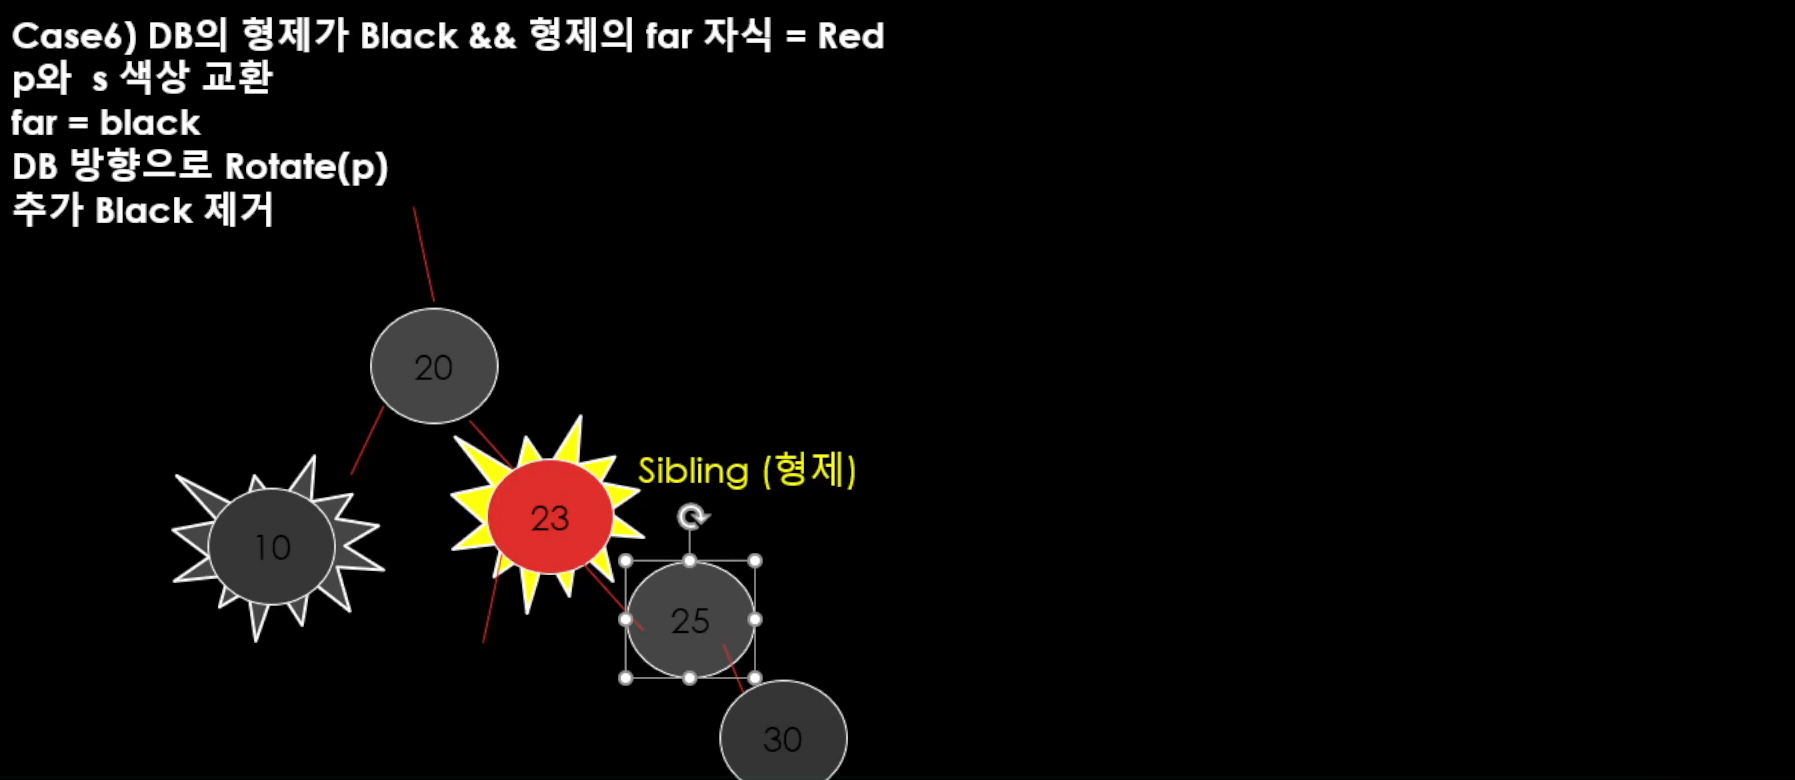 Case6) DB의 형제가 Black && 형제의 far 자식 = Red
p와 s 색상 교환
far = black
DB 방향으로 Rotate(p)
추가 Black 제거
20
Sibling (형제)
23
10
25
30